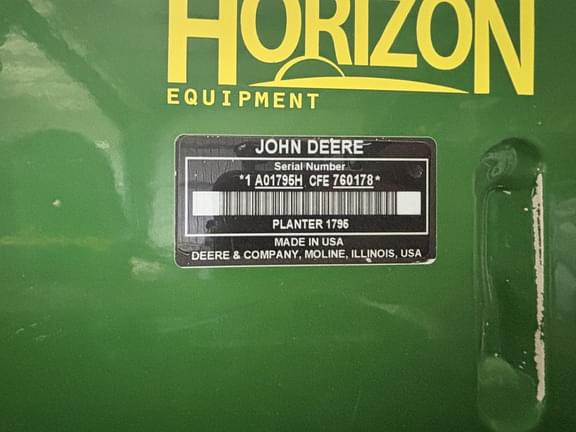 HORIZON
EQUIPMENT
JOHN DEERE
Serial Number
*1 A01795H CFE 760178*
PLANTER 1795
MADE IN USA
DEERE & COMPANY, MOLINE, ILLINOIS, USA